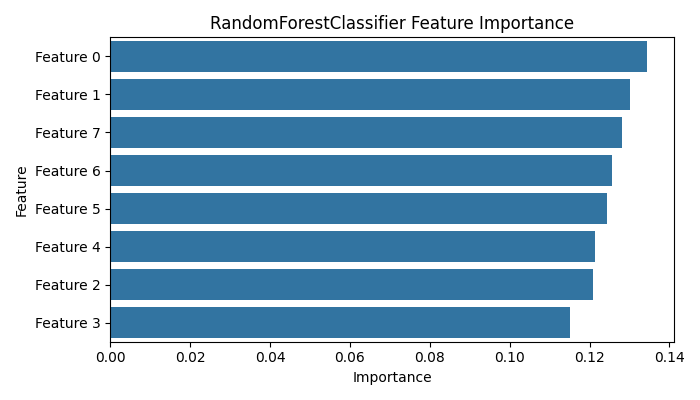 RandomForestClassifier Feature Importance
Feature 0
Feature 1
Feature 7
Feature 6
Feature 5
Feature 4
Feature 2
Feature 3
Feature
0.00 0.02 0.04 0.06 0.08 0.10 0.12 0.14
Importance